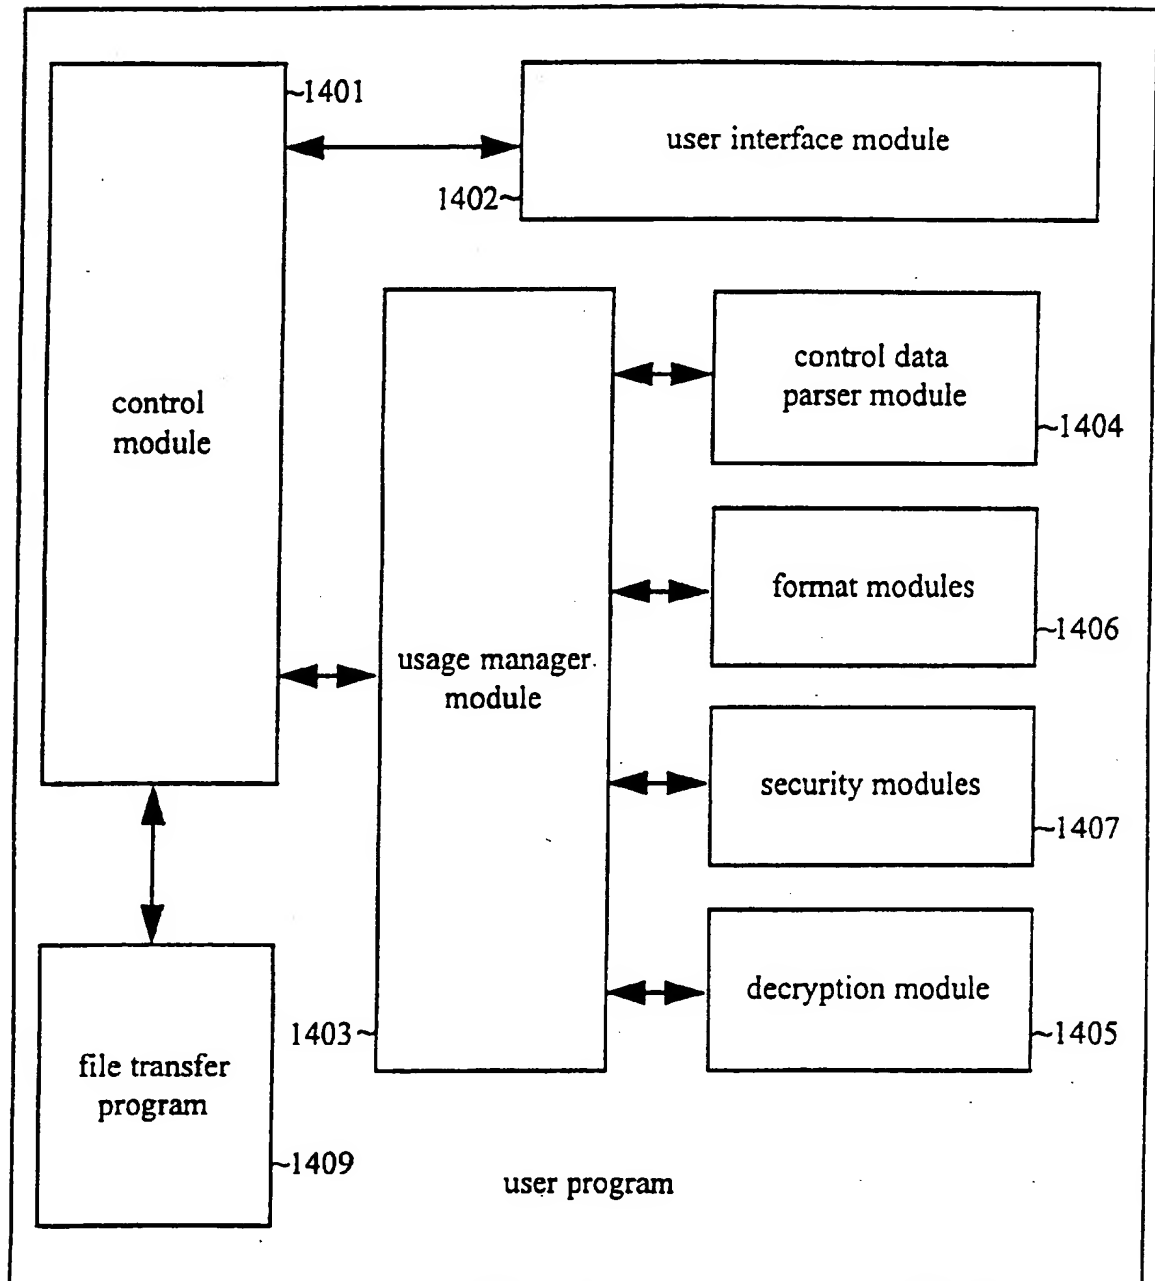 1401
user interface module
1402
control data
parser module
1404
control
module
format modules
1406
usage manager
module
security modules
1407
decryption module
1403
1405
file transfer
program
1409
user program